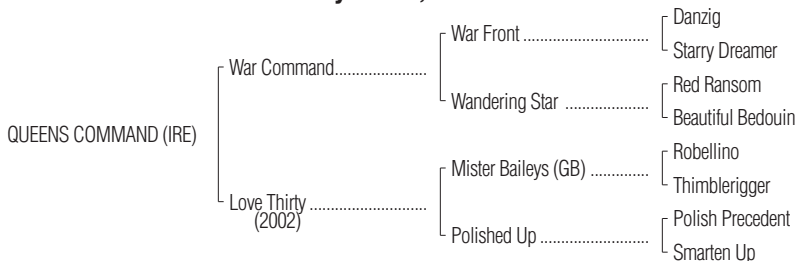 Danzig
War Front ..................................
Starry Dreamer
War Command......................
Red Ransom
Wandering Star .......................
Beautiful Bedouin
QUEENS COMMAND (IRE)
Robellino
Mister Baileys (GB) ..............
Thimblerigger
Love Thirty ............................
(2002)
Polish Precedent
Polished Up ..............................
Smarten Up